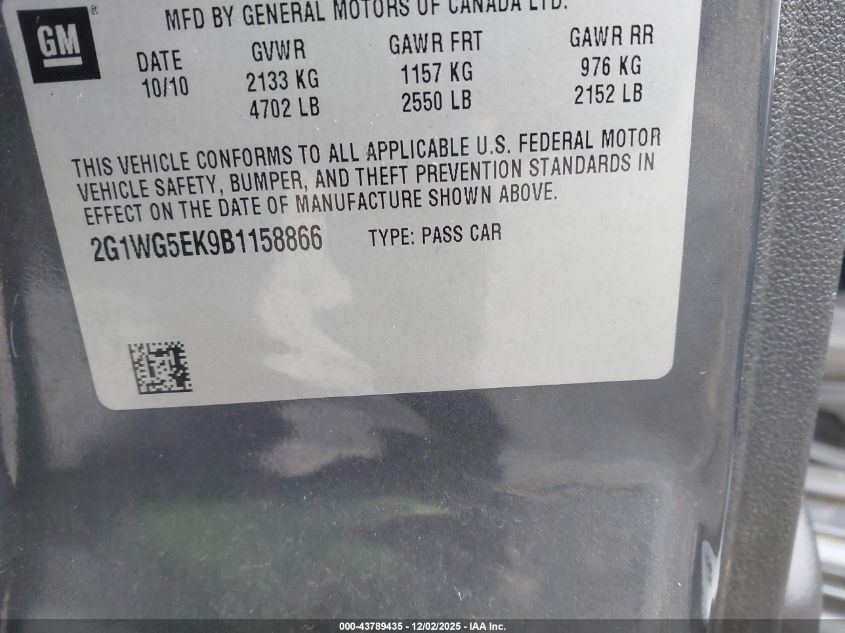 GM
MFD BY GENERAL MOTORS OF CANADA LTD.
DATE GVWR GAWR FRT GAWR RR
10/10 2133 KG 1157 KG 976 KG
4702 LB 2550 LB 2152 LB
THIS VEHICLE CONFORMS TO ALL APPLICABLE U.S. FEDERAL MOTOR
VEHICLE SAFETY, BUMPER, AND THEFT PREVENTION STANDARDS IN
EFFECT ON THE DATE OF MANUFACTURE SHOWN ABOVE.
2G1WG5EK9B1158866 TYPE: PASS CAR
000-43789435 - 12/02/2025 - IAA Inc.